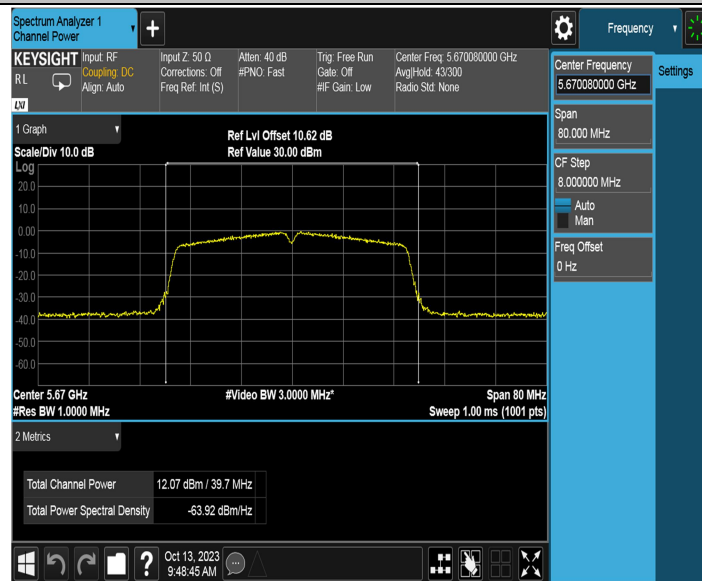 Spectrum Analyzer 1
Channel Power
Frequency
KEYSIGHT
R L
LXI
Input: RF
Coupling: DC
Align: Auto
Input Z: 50 Ω
Corrections: Off
Freq Ref: Int (S)
Atten: 40 dB
#PNO: Fast
Trig: Free Run
Gate: Off
#IF Gain: Low
Center Freq: 5.670080000 GHz
Avg|Hold: 43/300
Radio Std: None
Center Frequency
5.670080000 GHz
Settings
Span
80.000 MHz
CF Step
8.000000 MHz
Auto
Man
Freq Offset
0 Hz
1 Graph
Scale/Div 10.0 dB
Ref Lvl Offset 10.62 dB
Ref Value 30.00 dBm
Log
20.0
10.0
0.00
-10.0
-20.0
-30.0
-40.0
-50.0
-60.0
Center 5.67 GHz
#Video BW 3.0000 MHz*
Span 80 MHz
#Res BW 1.0000 MHz
Sweep 1.00 ms (1001 pts)
2 Metrics
Total Channel Power 12.07 dBm / 39.7 MHz
Total Power Spectral Density -63.92 dBm/Hz
?
Oct 13, 2023
9:48:45 AM